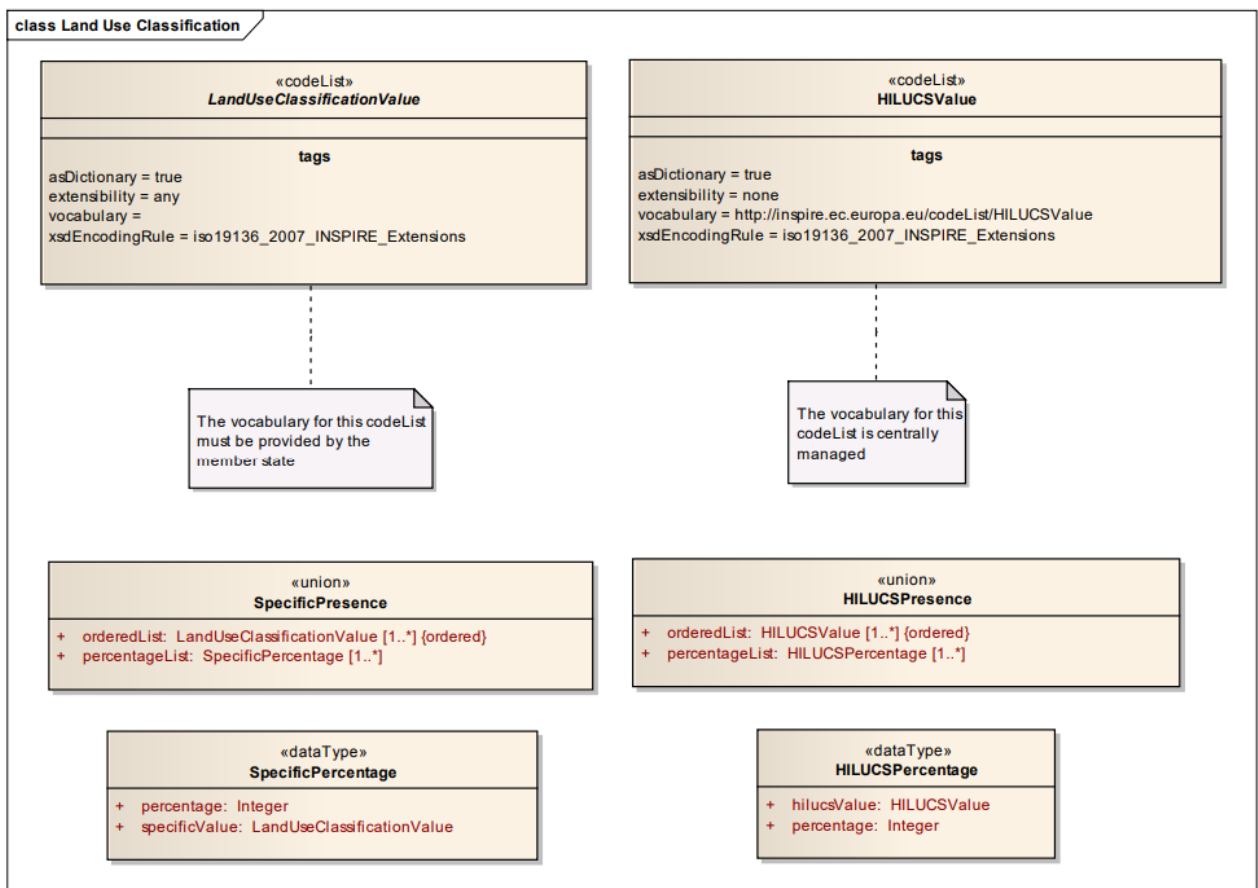 class Land Use Classification
«codeList»
LandUseClassificationValue
tags
asDictionary = true
extensibility = any
vocabulary =
xsdEncodingRule = iso19136_2007_INSPIRE_Extensions
«codeList»
HILUCSValue
tags
asDictionary = true
extensibility = none
vocabulary = http://inspire.ec.europa.eu/codeList/HILUCSValue
xsdEncodingRule = iso19136_2007_INSPIRE_Extensions
The vocabulary for this codeList
must be provided by the
member state
The vocabulary for this
codeList is centrally
managed
«union»
SpecificPresence
+ orderedList: LandUseClassificationValue [1..*] {ordered}
+ percentageList: SpecificPercentage [1..*]
«union»
HILUCSPresence
+ orderedList: HILUCSValue [1..*] {ordered}
+ percentageList: HILUCSPercentage [1..*]
«dataType»
SpecificPercentage
+ percentage: Integer
+ specificValue: LandUseClassificationValue
«dataType»
HILUCSPercentage
+ hilucsValue: HILUCSValue
+ percentage: Integer